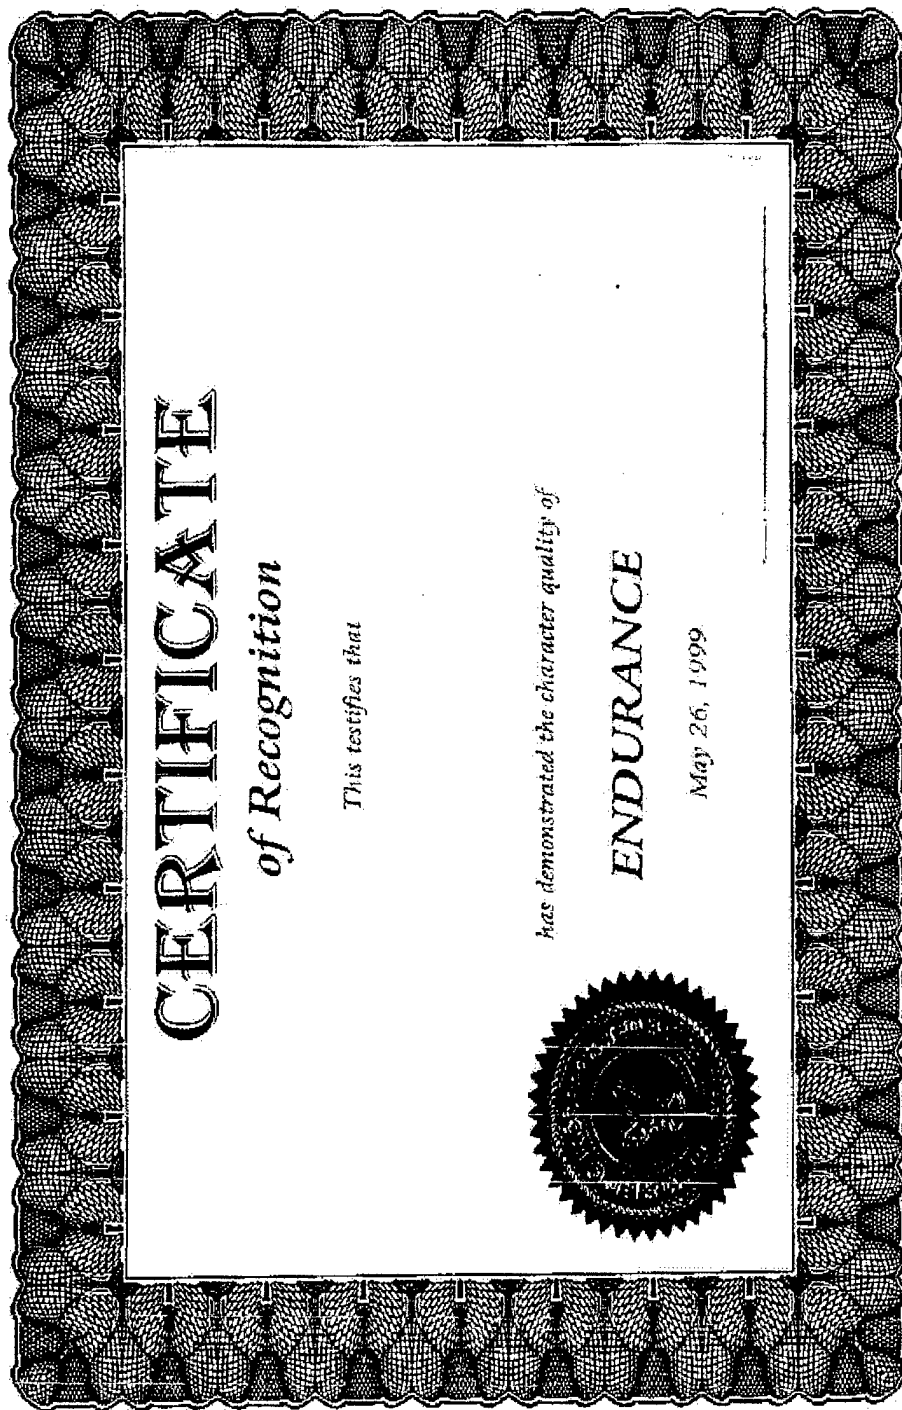 CERTIFICATE
of Recognition
This testifies that
has demonstrated the character quality of
ENDURANCE
May 26, 1999